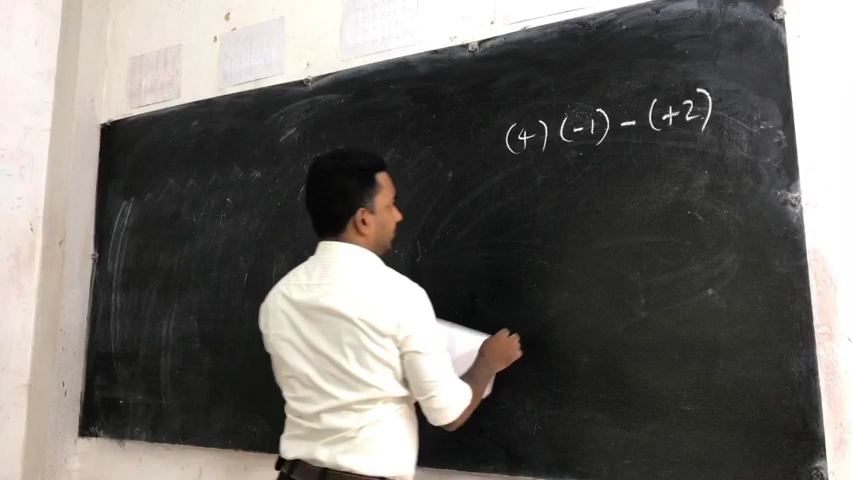 (4) (-1) - (+2)